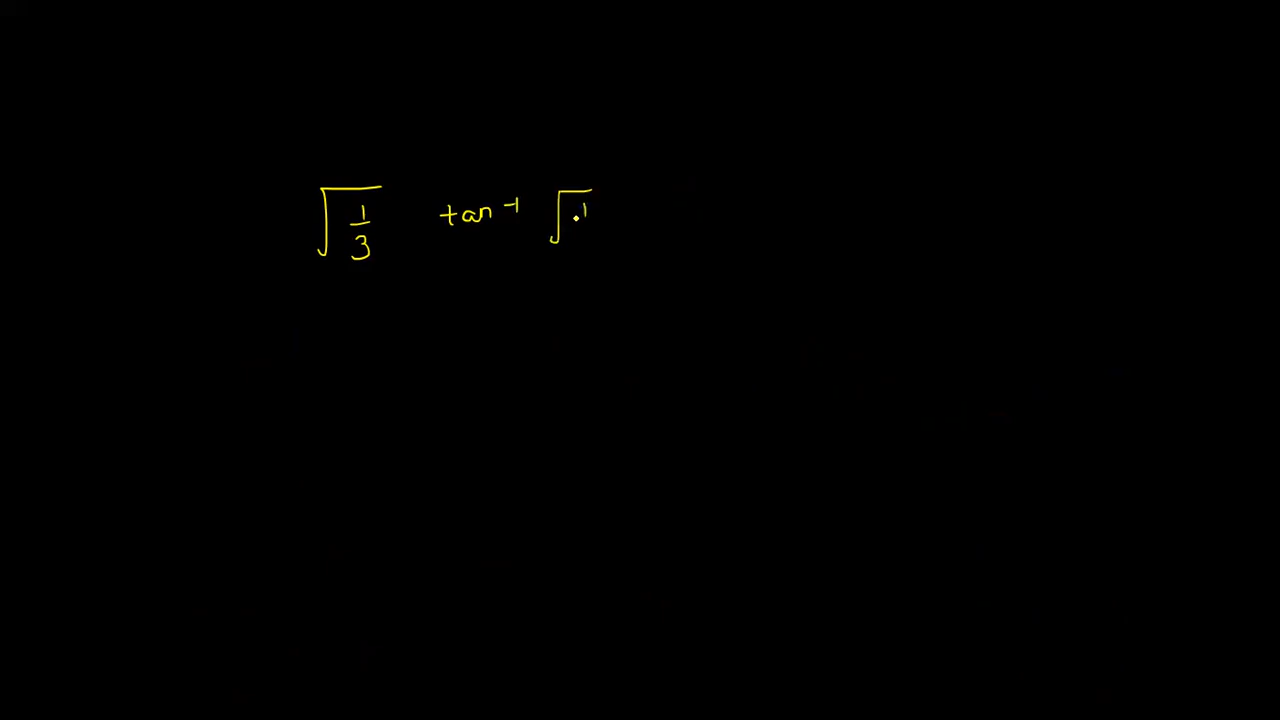 √(1/3) tan⁻¹ √1